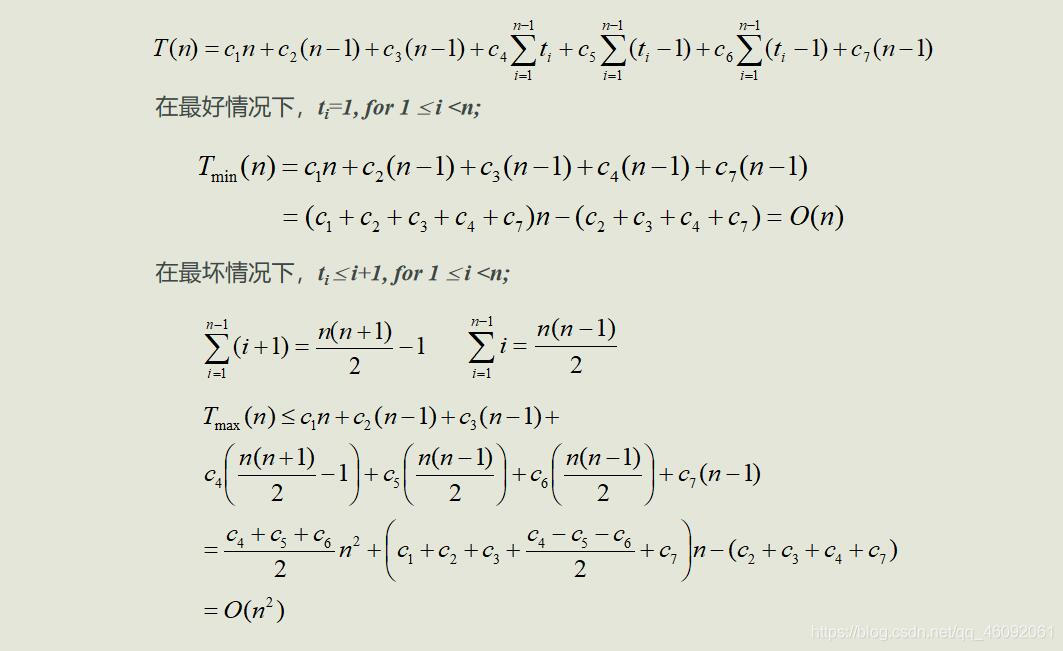 T(n) = c₁n + c₂(n−1) + c₃(n−1) + c₄∑_{i=1}^{n−1} tᵢ + c₅∑_{i=1}^{n−1}(tᵢ −1) + c₆∑_{i=1}^{n−1}(tᵢ −1) + c₇(n−1)
在最好情况下，tᵢ=1, for 1 ≤i <n;
T_min(n) = c₁n + c₂(n−1) + c₃(n−1) + c₄(n−1) + c₇(n−1)
= (c₁ + c₂ + c₃ + c₄ + c₇)n − (c₂ + c₃ + c₄ + c₇) = O(n)
在最坏情况下，tᵢ≤i+1, for 1 ≤i <n;
∑_{i=1}^{n−1}(i+1) = n(n+1)/2 −1 ∑_{i=1}^{n−1} i = n(n−1)/2
T_max(n) ≤ c₁n + c₂(n−1) + c₃(n−1) +
c₄(n(n+1)/2 −1) + c₅(n(n−1)/2) + c₆(n(n−1)/2) + c₇(n−1)
= (c₄ + c₅ + c₆)/2 n² + (c₁ + c₂ + c₃ + (c₄ − c₅ − c₆)/2 + c₇)n − (c₂ + c₃ + c₄ + c₇)
= O(n²)
https://blog.csdn.net/qq_46092061